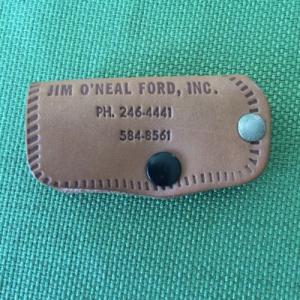 JIM O'NEAL FORD, INC.
PH. 246-4441
584-8561